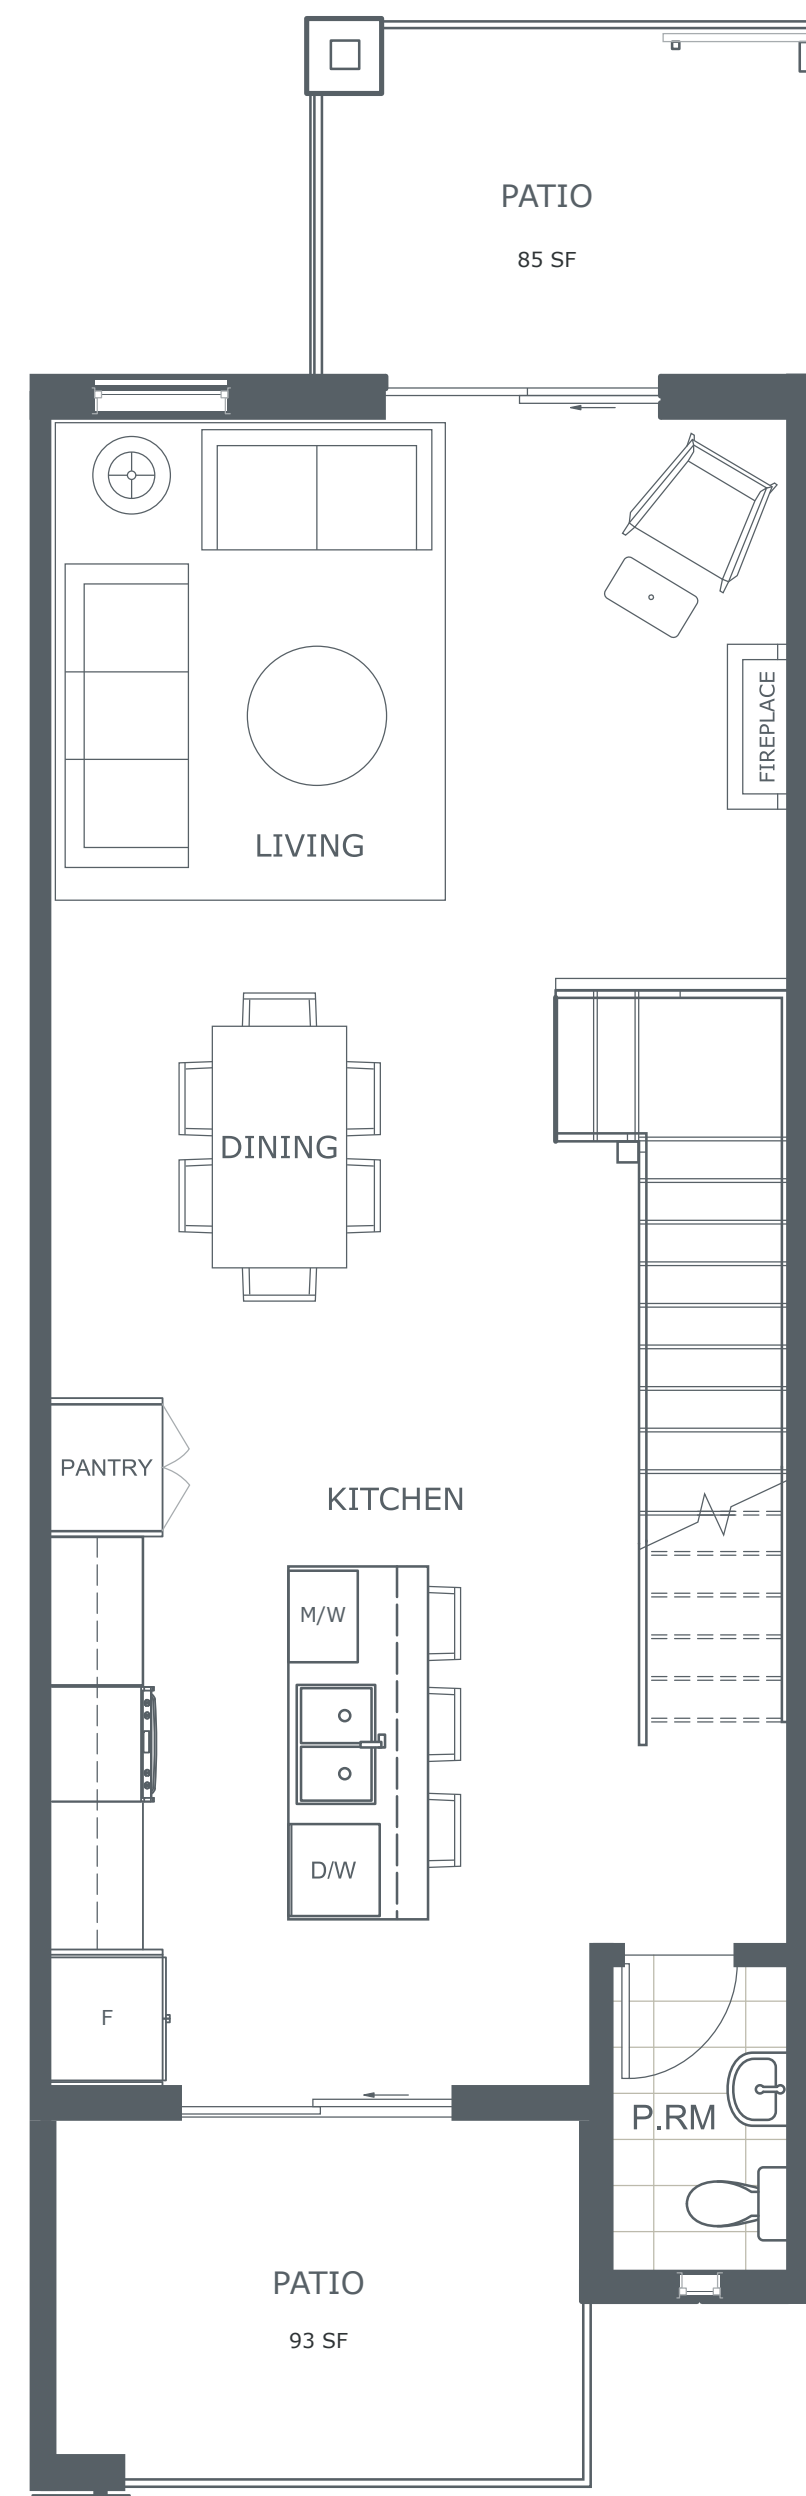 PATIO
85 SF
FIREPLACE
LIVING
DINING
PANTRY
KITCHEN
M/W
D/W
F
P.RM
PATIO
93 SF